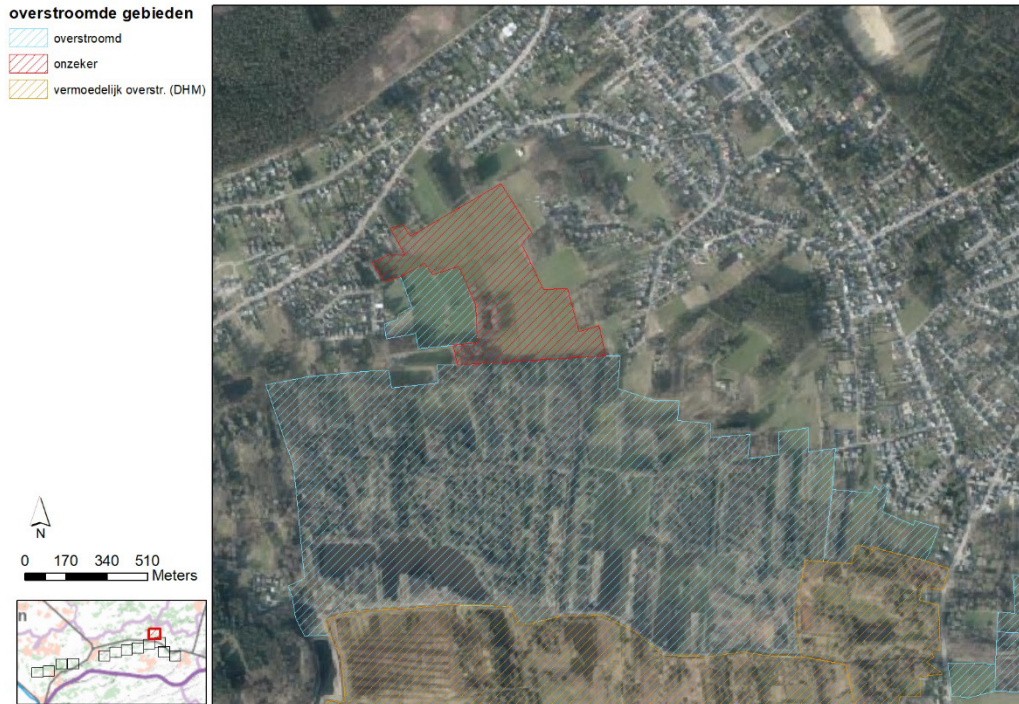 overstroomde gebieden
overstroomd
onzeker
vermoedelijk overstr. (DHM)
N
0 170 340 510
Meters
n